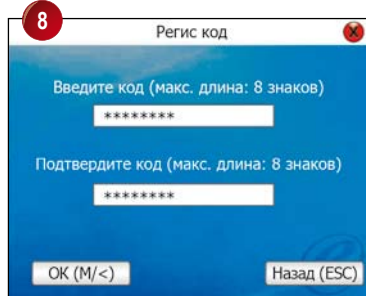 8
Регис код
X
Введите код (макс. длина: 8 знаков)
********
Подтвердите код (макс. длина: 8 знаков)
********
OK (M/<)
Назад (ESC)